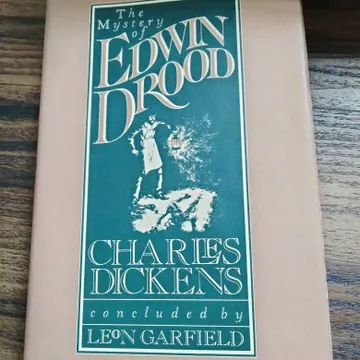 The
Mystery
of
EDWIN
DROOD
CHARLES
DICKENS
concluded by
LEON GARFIELD